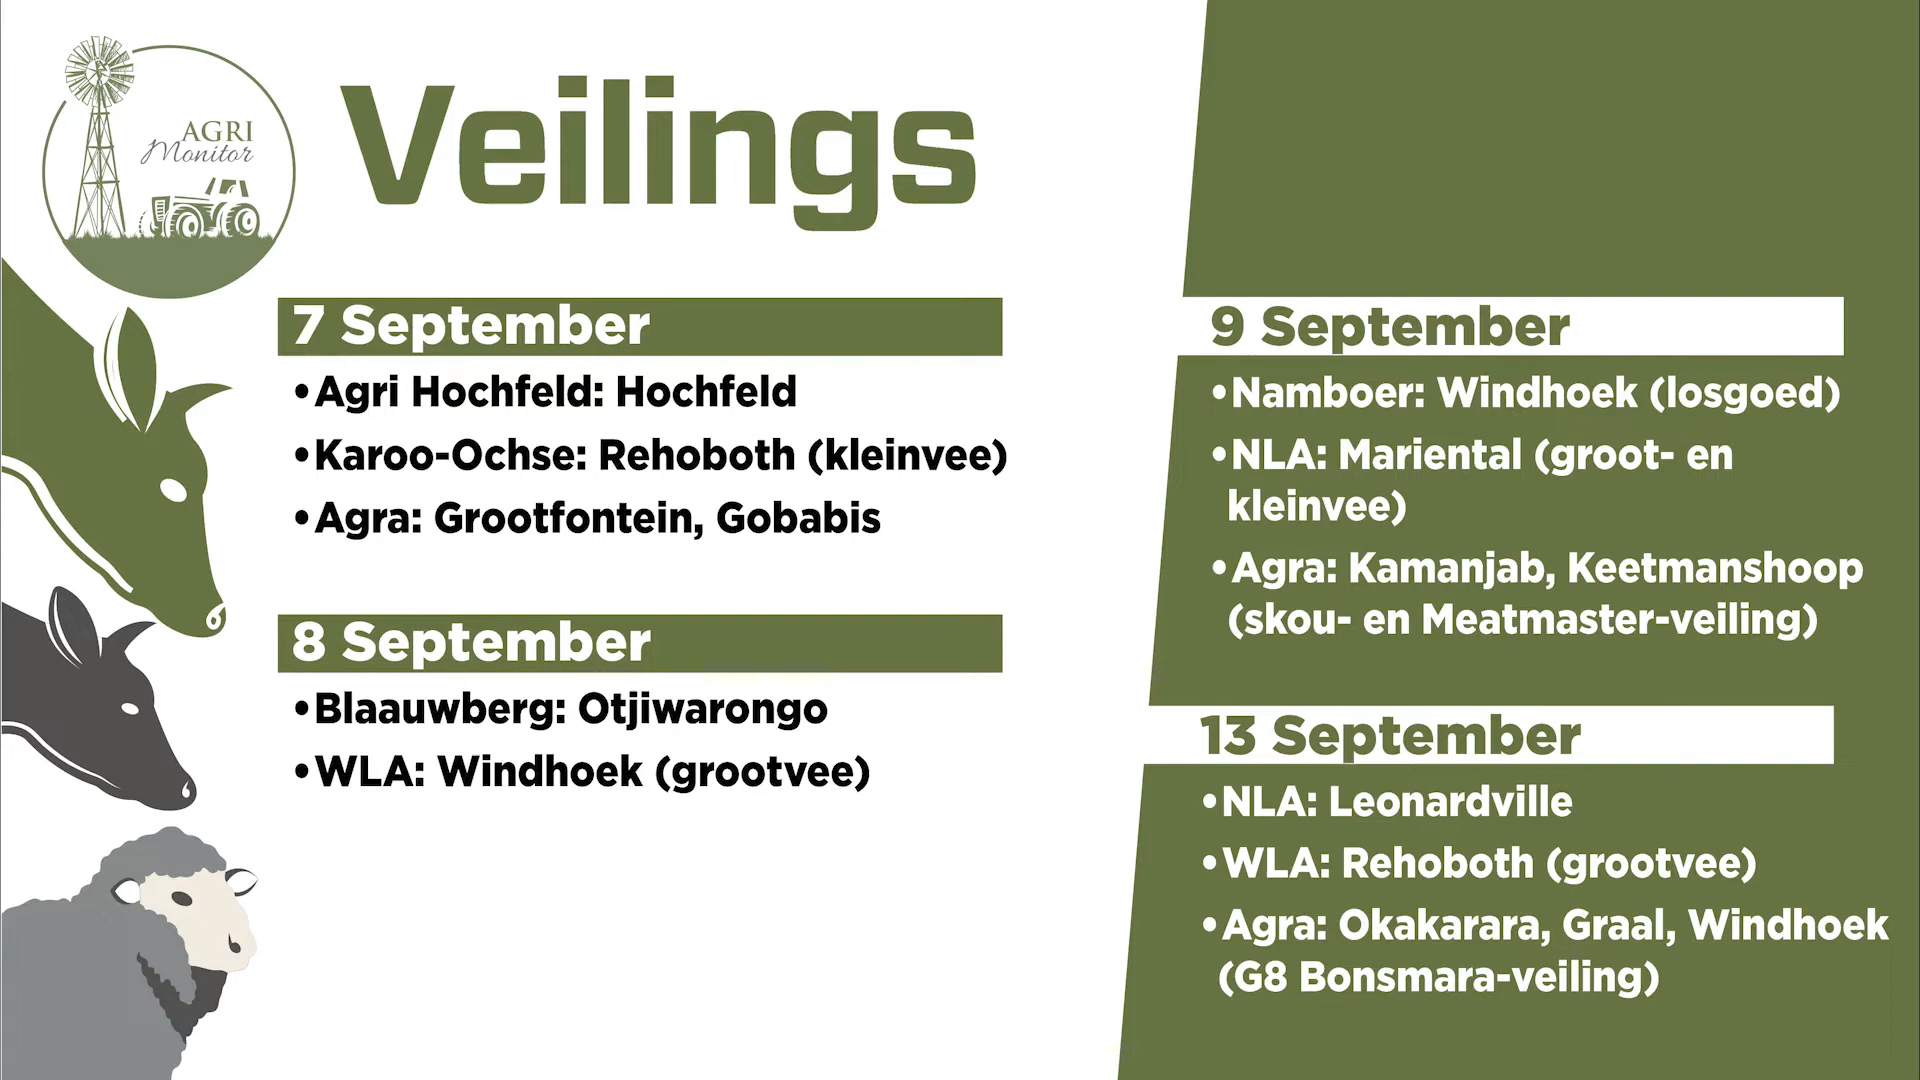 AGRI
Monitor
Veilings
7 September
•Agri Hochfeld: Hochfeld
•Karoo-Ochse: Rehoboth (kleinvee)
•Agra: Grootfontein, Gobabis
8 September
•Blaauwberg: Otjiwarongo
•WLA: Windhoek (grootvee)
9 September
•Namboer: Windhoek (losgoed)
•NLA: Mariental (groot- en
kleinvee)
•Agra: Kamanjab, Keetmanshoop
(skou- en Meatmaster-veiling)
13 September
•NLA: Leonardville
•WLA: Rehoboth (grootvee)
•Agra: Okakarara, Graal, Windhoek
(G8 Bonsmara-veiling)